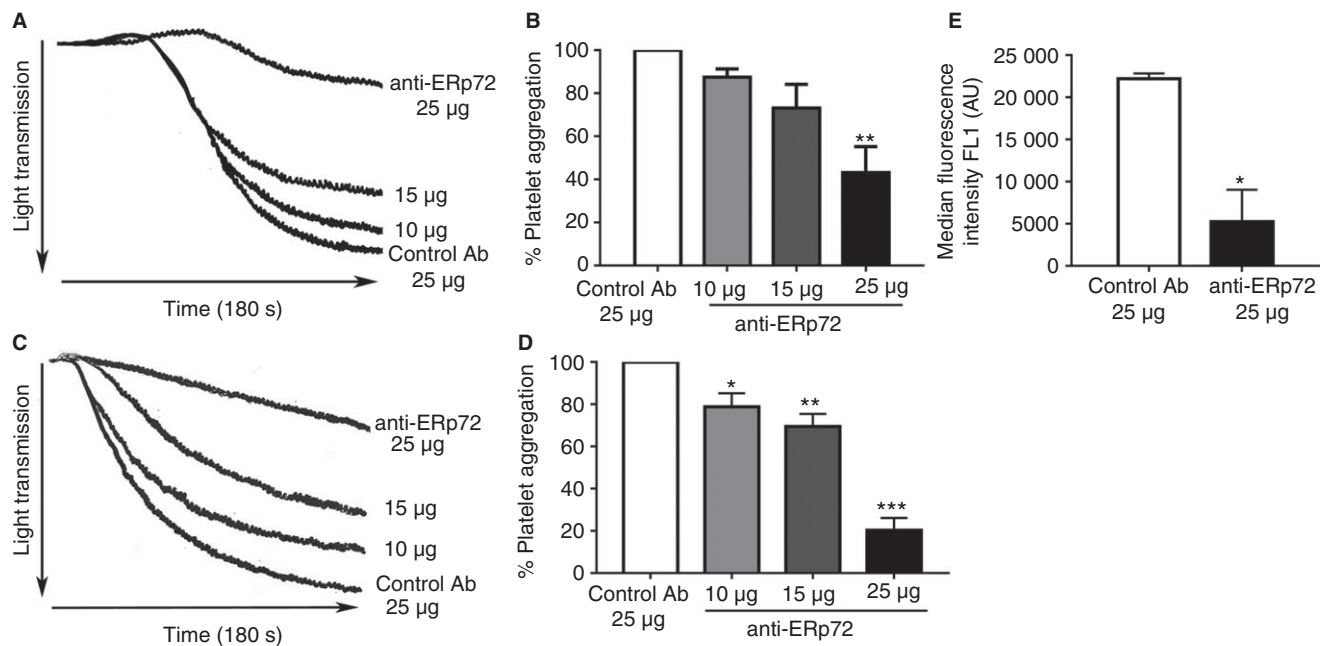 A
Light transmission
anti-ERp72
25 µg
15 µg
10 µg
Control Ab
25 µg
Time (180 s)
B
% Platelet aggregation
100
80
60
40
20
0
**
Control Ab
25 µg
10 µg
15 µg
25 µg
anti-ERp72
E
Median fluorescence
intensity FL1 (AU)
25 000
20 000
15 000
10 000
5000
0
*
Control Ab
25 µg
anti-ERp72
25 µg
C
Light transmission
anti-ERp72
25 µg
15 µg
10 µg
Control Ab
25 µg
Time (180 s)
D
% Platelet aggregation
100
80
60
40
20
0
*
**
***
Control Ab
25 µg
10 µg
15 µg
25 µg
anti-ERp72